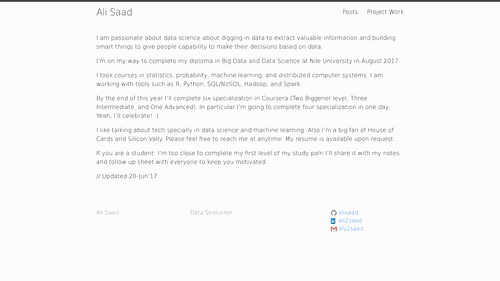 Ali Saad
Posts Project Work
I am passionate about data science about digging in data to extract valuable information and building
smart things to give people capability to make their decisions based on data.
I'm on my way to complete my diploma in Big Data and Data Science at Nile University in August 2017.
I took courses in statistics, probability, machine learning, and distributed computer systems. I am
working with tools such as R, Python, SQL/NoSQL, Hadoop, and Spark.
By the end of this year I'll complete six specialization in Coursera (Two Biggener level, Three
Intermediate, and One Advanced). In particular I'm going to complete four specialization in one day,
Yeah, I'll celebrate! :).
I like talking about tech specially in data science and machine learning. Also I'm a big fan of House of
Cards and Silicon Vally. Please feel free to reach me at anytime. My resume is available upon request.
If you are a student: I'm too close to complete my first level of my study paln I'll share it with my notes
and follow up sheet with everyone to keep you motivated.
// Updated 20-Jun'17
Ali Saad
Data Spelunker
alisaad
ali2saad
aly2saad